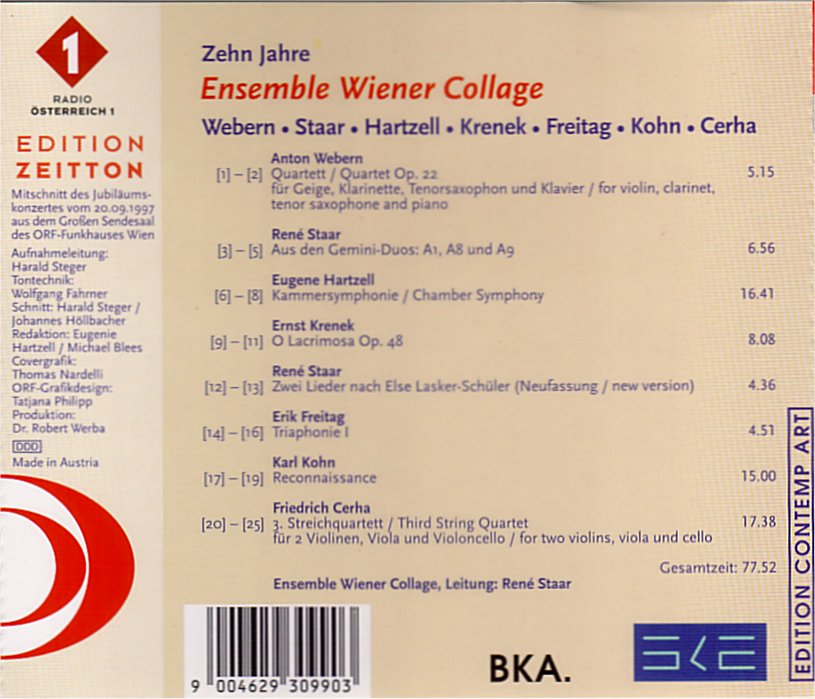 1
RADIO
ÖSTERREICH 1
EDITION
ZEITTON
Mitschnitt des Jubiläums-
konzertes vom 20.09.1997
aus dem Großen Sendesaal
des ORF-Funkhauses Wien
Aufnahmeleitung:
Harald Steger
Tontechnik:
Wolfgang Fahrner
Schnitt: Harald Steger /
Johannes Höllbacher
Redaktion: Eugenie
Hartzell / Michael Blees
Covergrafik:
Thomas Nardelli
ORF-Grafikdesign:
Tatjana Philipp
Produktion:
Dr. Robert Werba
DDD
Made in Austria
Zehn Jahre
Ensemble Wiener Collage
Webern • Staar • Hartzell • Krenek • Freitag • Kohn • Cerha
Anton Webern
[1] – [2] Quartett / Quartet Op. 22 5.15
für Geige, Klarinette, Tenorsaxophon und Klavier / for violin, clarinet,
tenor saxophone and piano
René Staar
[3] – [5] Aus den Gemini-Duos: A1, A8 und A9 6.56
Eugene Hartzell
[6] – [8] Kammersymphonie / Chamber Symphony 16.41
Ernst Krenek
[9] – [11] O Lacrimosa Op. 48 8.08
René Staar
[12] – [13] Zwei Lieder nach Else Lasker-Schüler (Neufassung / new version) 4.36
Erik Freitag
[14] – [16] Triaphonie I 4.51
Karl Kohn
[17] – [19] Reconnaissance 15.00
Friedrich Cerha
[20] – [25] 3. Streichquartett / Third String Quartet 17.38
für 2 Violinen, Viola und Violoncello / for two violins, viola und cello
Gesamtzeit: 77.52
Ensemble Wiener Collage, Leitung: René Staar
9 004629 309903
BKA.
SKE
EDITION CONTEMP ART